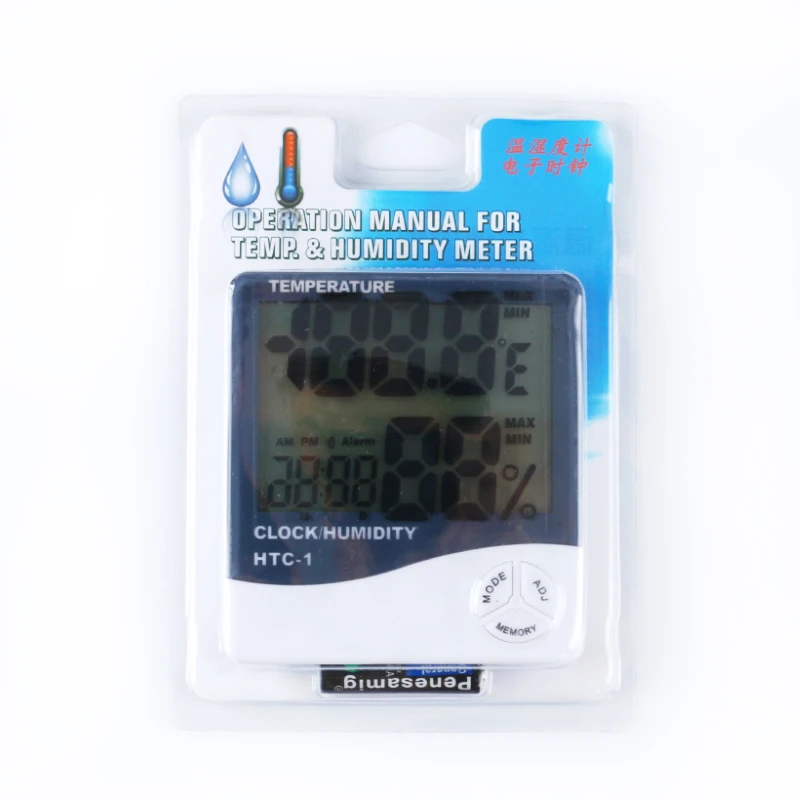 温湿度计
电子时钟
OPERATION MANUAL FOR
TEMP. & HUMIDITY METER
TEMPERATURE
MAX
MIN
MAX
MIN
AM PM Alarm
%
CLOCK/HUMIDITY
HTC-1
MODE
ADJ
MEMORY
General
Penesamig